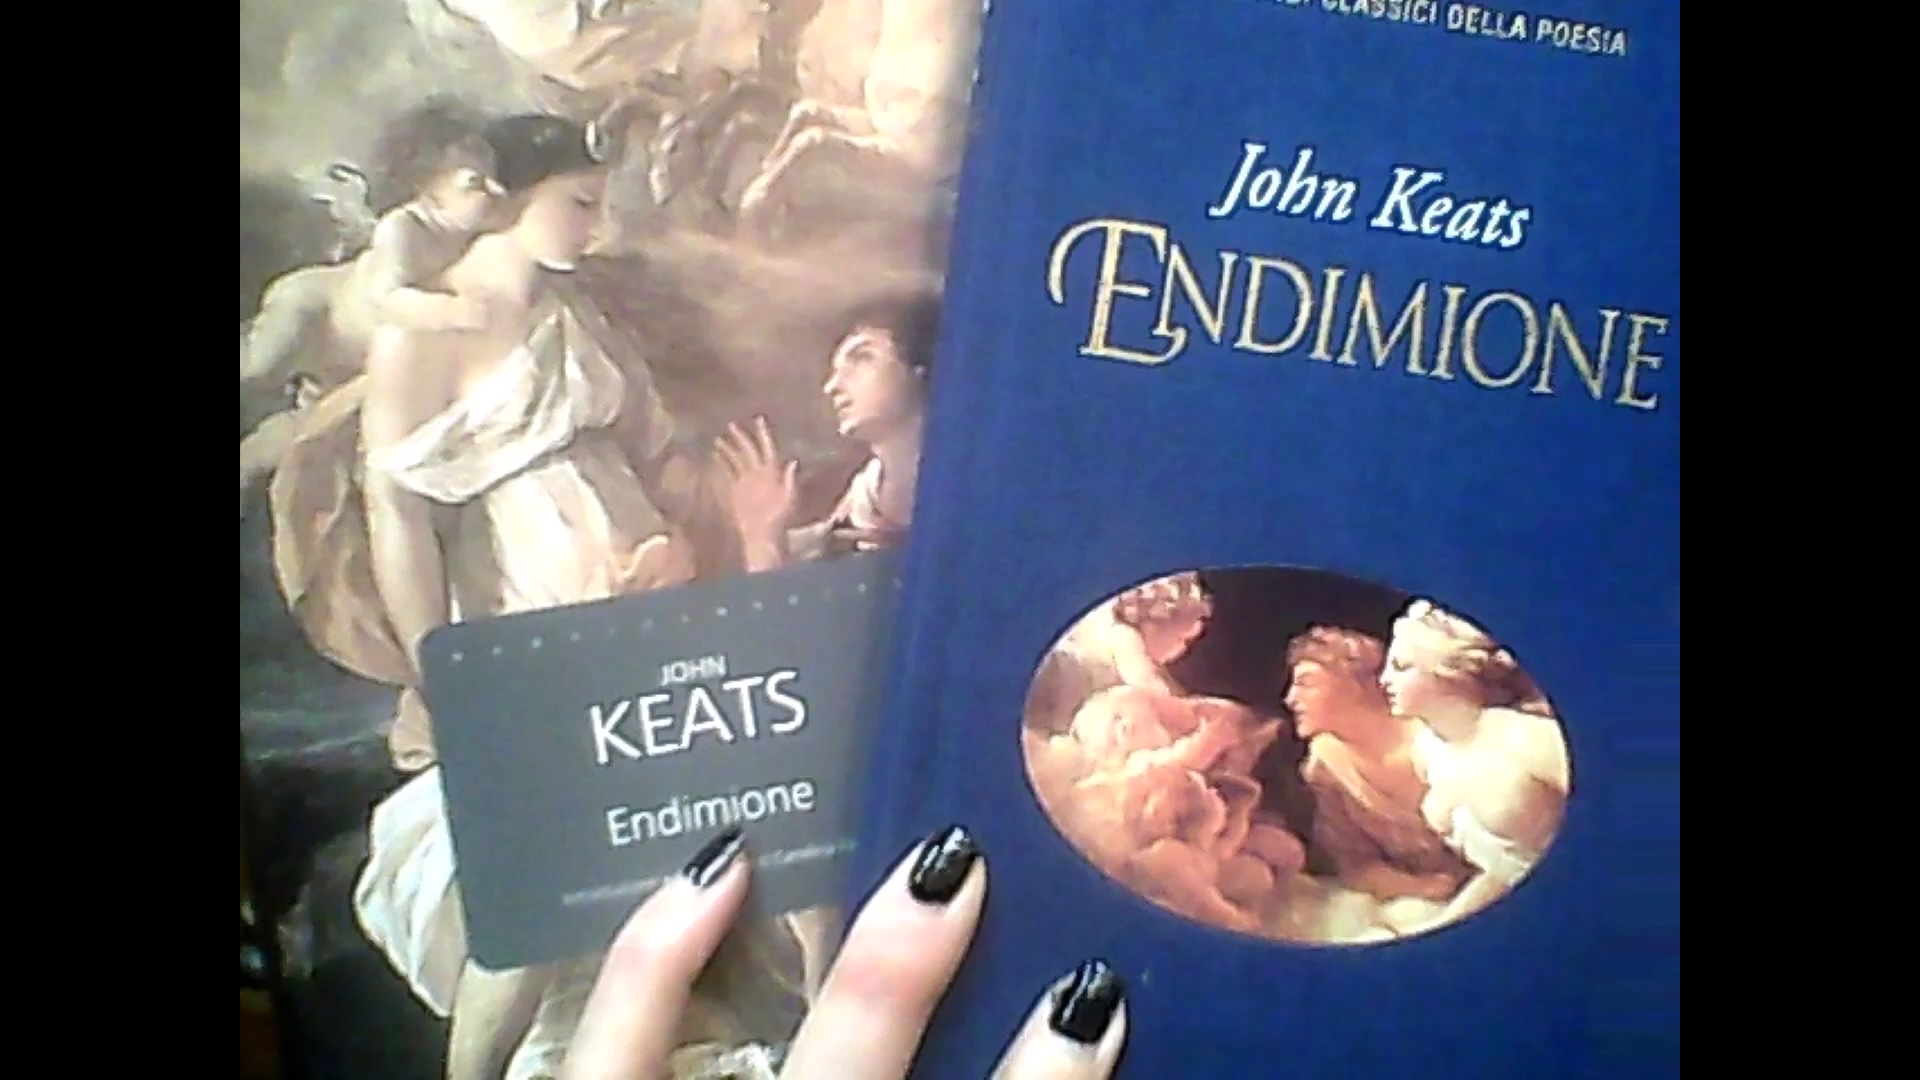 JOHN
KEATS
Endimione
CLASSICI DELLA POESIA
John Keats
ENDIMIONE